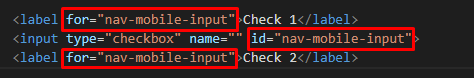 <label for="nav-mobile-input">Check 1</label>
<input type="checkbox" name="" id="nav-mobile-input">
<label for="nav-mobile-input">Check 2</label>